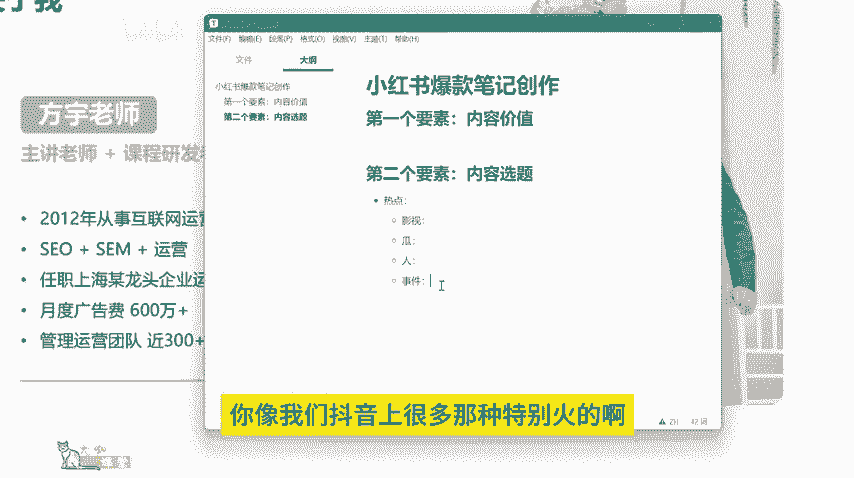 于我
方宇老师
主讲老师 + 课程研发
• 2012年从事互联网运营
• SEO + SEM + 运营
• 任职上海某龙头企业运
• 月度广告费 600万+
• 管理运营团队 近300+
T
文件(F) 编辑(E) 段落(P) 格式(O) 视图(V) 主题(T) 帮助(H)
文件 大纲
小红书爆款笔记创作
第一个要素：内容价值
第二个要素：内容选题
小红书爆款笔记创作
第一个要素：内容价值
第二个要素：内容选题
• 热点：
◦ 影视：
◦ 瓜：
◦ 人：
◦ 事件：
ZH 42 词
你像我们抖音上很多那种特别火的啊